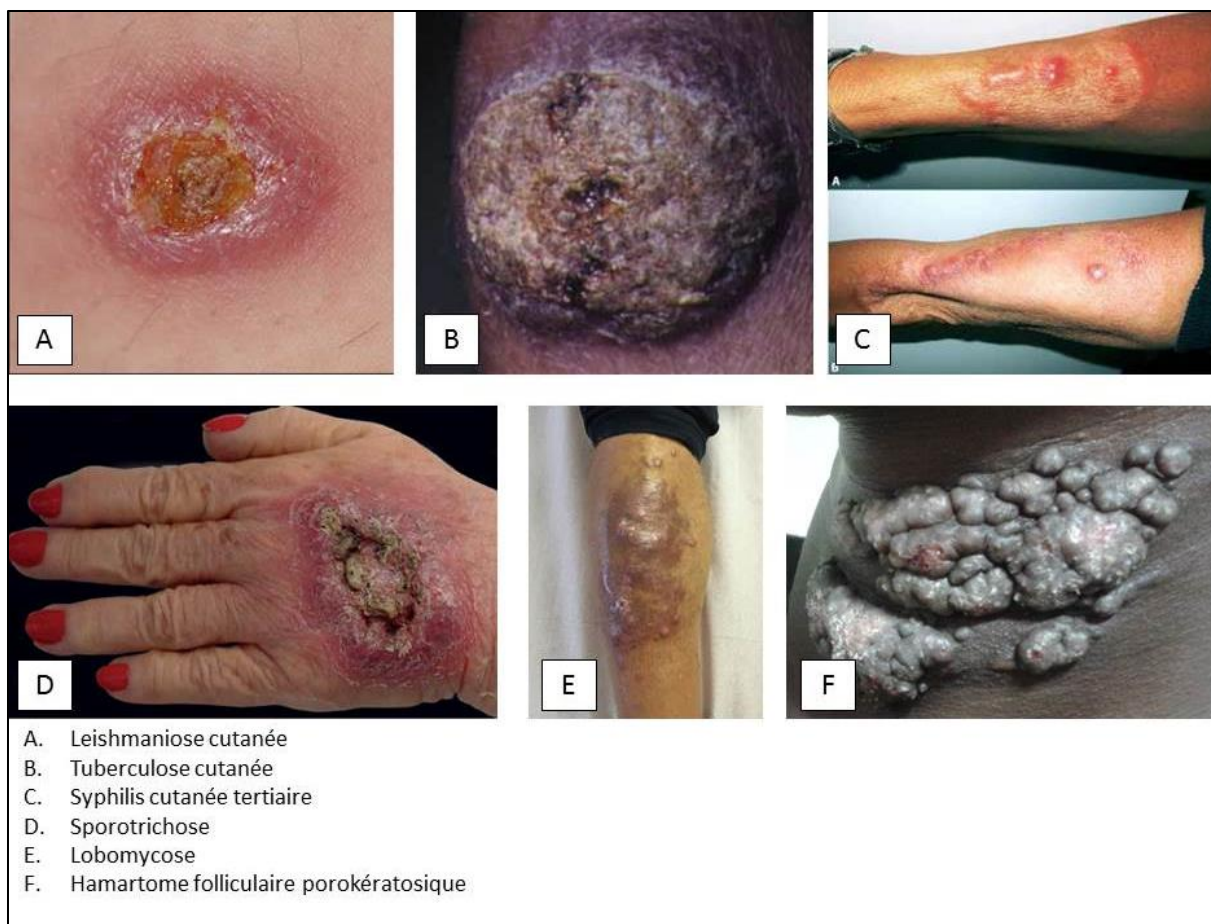 A
B
A
B
C
D
E
F
A. Leishmaniose cutanée
B. Tuberculose cutanée
C. Syphilis cutanée tertiaire
D. Sporotrichose
E. Lobomycose
F. Hamartome folliculaire porokératosique